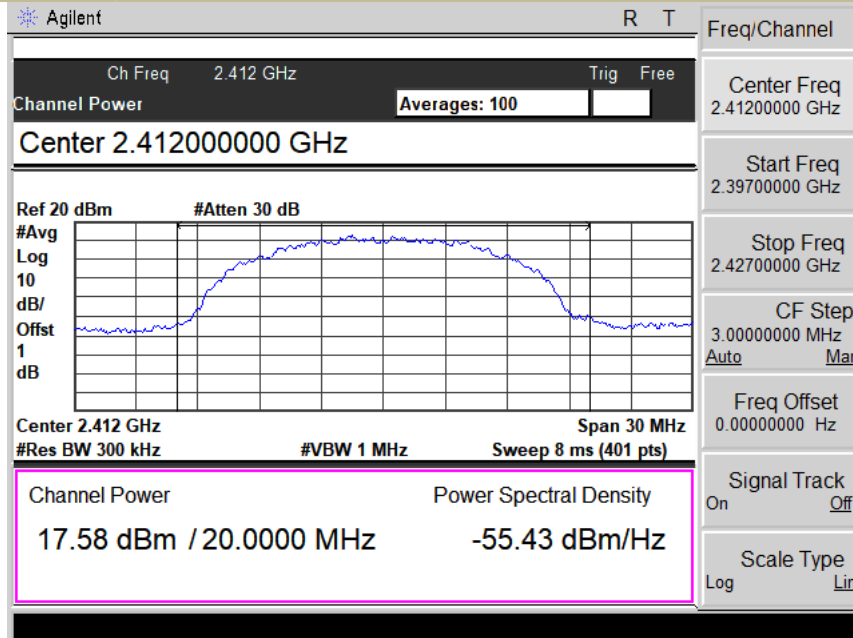 Agilent R T
Ch Freq 2.412 GHz Trig Free
Channel Power Averages: 100
Center 2.412000000 GHz
Ref 20 dBm #Atten 30 dB
#Avg
Log
10
dB/
Offst
1
dB
Center 2.412 GHz Span 30 MHz
#Res BW 300 kHz #VBW 1 MHz Sweep 8 ms (401 pts)
Channel Power Power Spectral Density
17.58 dBm / 20.0000 MHz -55.43 dBm/Hz
Freq/Channel
Center Freq
2.41200000 GHz
Start Freq
2.39700000 GHz
Stop Freq
2.42700000 GHz
CF Step
3.00000000 MHz
Auto Man
Freq Offset
0.00000000 Hz
Signal Track
On Off
Scale Type
Log Lin